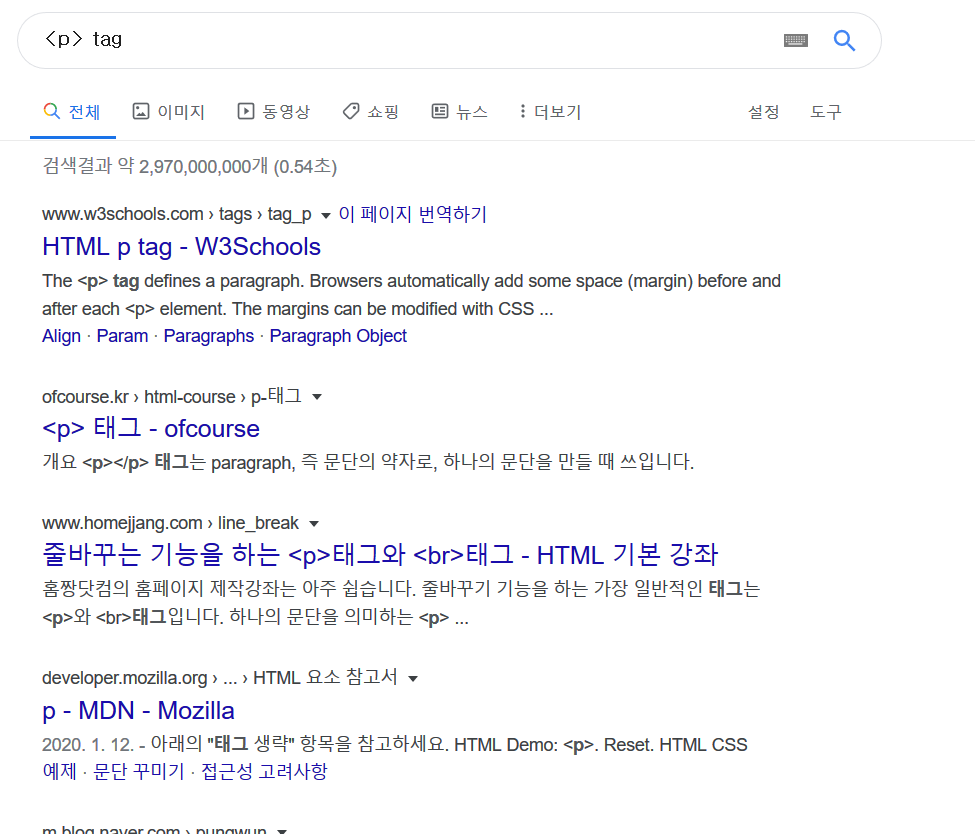 <p> tag
전체 이미지 동영상 쇼핑 뉴스 더보기 설정 도구
검색결과 약 2,970,000,000개 (0.54초)
www.w3schools.com › tags › tag_p 이 페이지 번역하기
HTML p tag - W3Schools
The <p> tag defines a paragraph. Browsers automatically add some space (margin) before and
after each <p> element. The margins can be modified with CSS ...
Align · Param · Paragraphs · Paragraph Object
ofcourse.kr › html-course › p-태그
<p> 태그 - ofcourse
개요 <p></p> 태그는 paragraph, 즉 문단의 약자로, 하나의 문단을 만들 때 쓰입니다.
www.homejjang.com › line_break
줄바꾸는 기능을 하는 <p>태그와 <br>태그 - HTML 기본 강좌
홈짱닷컴의 홈페이지 제작강좌는 아주 쉽습니다. 줄바꾸기 기능을 하는 가장 일반적인 태그는
<p>와 <br>태그입니다. 하나의 문단을 의미하는 <p> ...
developer.mozilla.org › ... › HTML 요소 참고서
p - MDN - Mozilla
2020. 1. 12. - 아래의 "태그 생략" 항목을 참고하세요. HTML Demo: <p>. Reset. HTML CSS
예제 · 문단 꾸미기 · 접근성 고려사항
m.blog.naver.com › pungwun